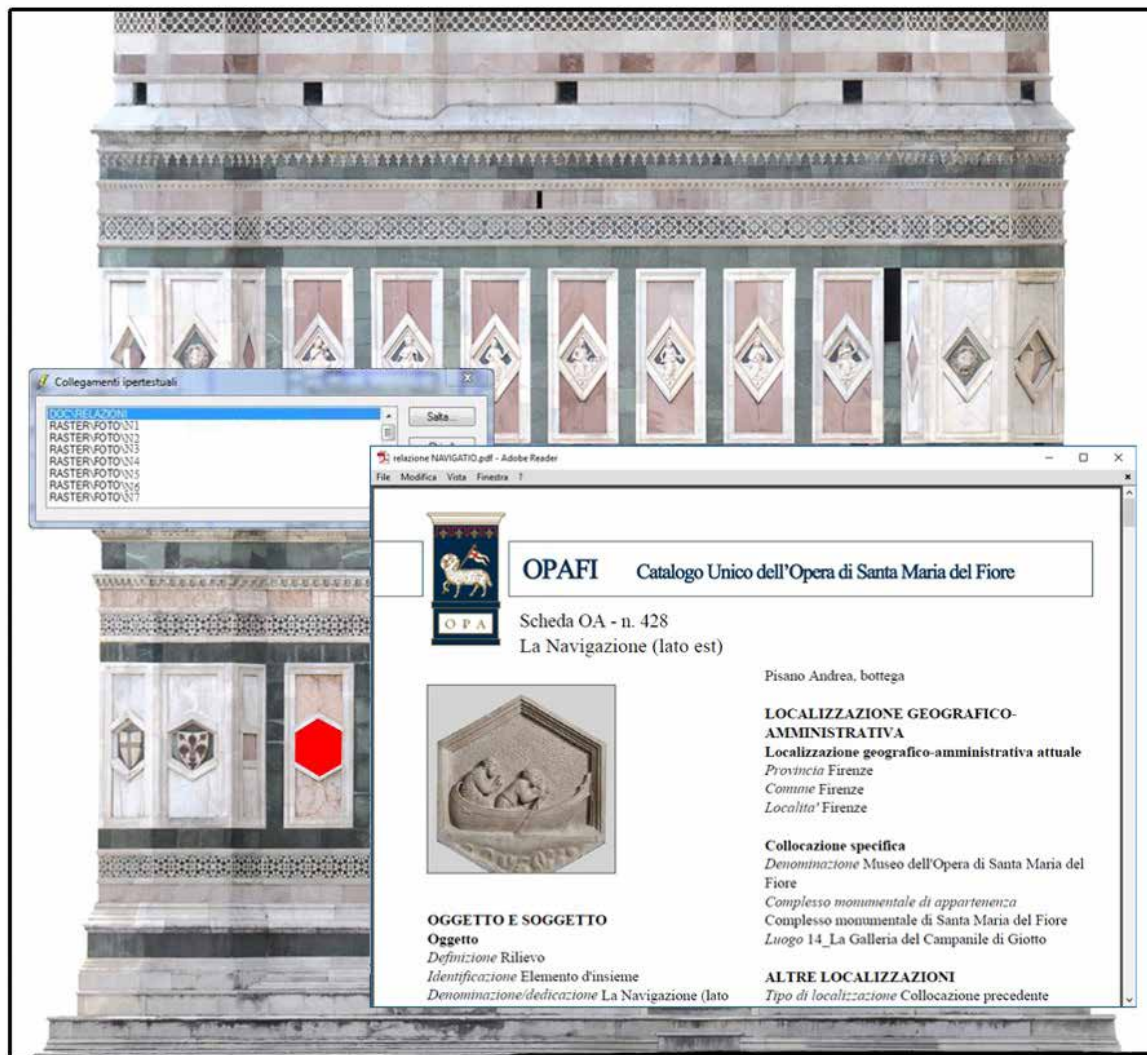 Collegamenti ipertestuali
DOC\RELAZIONI
RASTER\FOTO\N1
RASTER\FOTO\N2
RASTER\FOTO\N3
RASTER\FOTO\N4
RASTER\FOTO\N5
RASTER\FOTO\N6
RASTER\FOTO\N7
Salta...
relazione NAVIGATIO.pdf - Adobe Reader
File Modifica Vista Finestra ?
OPA
OPAFI Catalogo Unico dell'Opera di Santa Maria del Fiore
Scheda OA - n. 428
La Navigazione (lato est)
OGGETTO E SOGGETTO
Oggetto
Definizione Rilievo
Identificazione Elemento d'insieme
Denominazione/dedicazione La Navigazione (lato
Pisano Andrea, bottega
LOCALIZZAZIONE GEOGRAFICO-
AMMINISTRATIVA
Localizzazione geografico-amministrativa attuale
Provincia Firenze
Comune Firenze
Localita' Firenze
Collocazione specifica
Denominazione Museo dell'Opera di Santa Maria del
Fiore
Complesso monumentale di appartenenza
Complesso monumentale di Santa Maria del Fiore
Luogo 14_La Galleria del Campanile di Giotto
ALTRE LOCALIZZAZIONI
Tipo di localizzazione Collocazione precedente